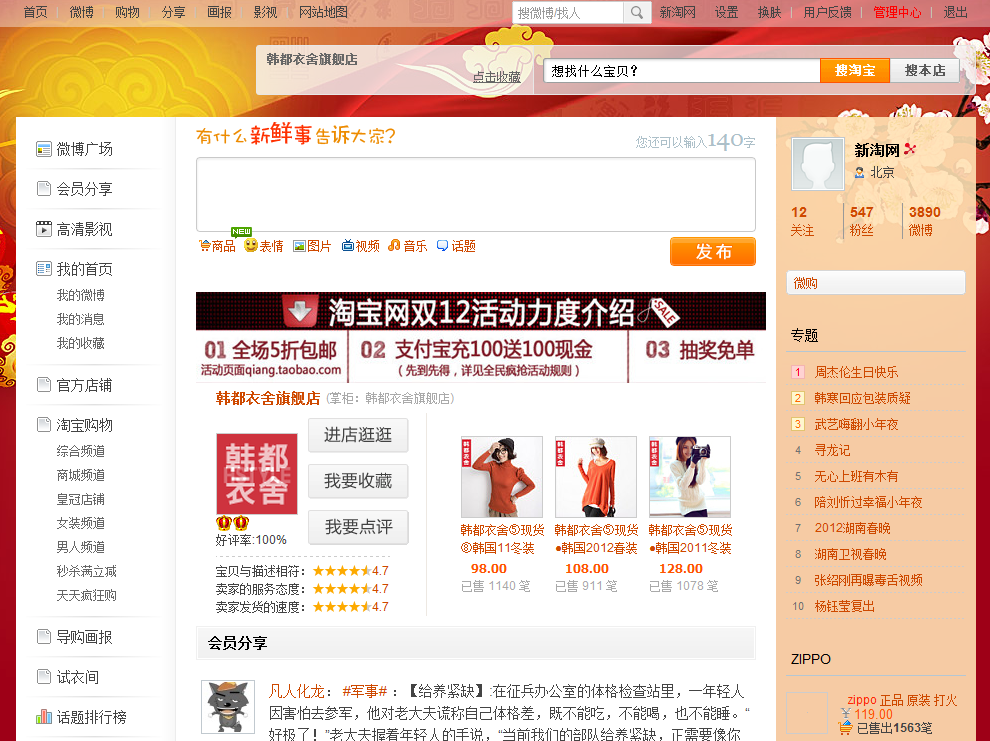 首页 微博 购物 分享 画报 影视 网站地图 搜微博/找人 新淘网 设置 换肤 用户反馈 管理中心 退出
韩都衣舍旗舰店
点击收藏
想找什么宝贝？ 搜淘宝 搜本店
微博广场
会员分享
高清影视
我的首页
我的微博
我的消息
我的收藏
官方店铺
淘宝购物
综合频道
商城频道
皇冠店铺
女装频道
男人频道
秒杀满立减
天天疯狂购
导购画报
试衣间
话题排行榜
有什么新鲜事告诉大家？
您还可以输入140字
NEW
商品 表情 图片 视频 音乐 话题
发布
淘宝网双12活动力度介绍 SALE
01 全场5折包邮
活动页面qiang.taobao.com
02 支付宝充100送100现金
（先到先得，详见全民疯抢活动规则）
03 抽奖免单
韩都衣舍旗舰店 (掌柜：韩都衣舍旗舰店)
韩都衣舍
进店逛逛
我要收藏
我要点评
好评率:100%
宝贝与描述相符： 4.7
卖家的服务态度： 4.7
卖家发货的速度： 4.7
韩都衣舍
韩都衣舍⑤现货
⑥韩国11冬装
98.00
已售 1140 笔
韩都衣舍
韩都衣舍⑤现货
●韩国2012春装
108.00
已售 911 笔
韩都衣舍
韩都衣舍⑤现货
●韩国2011冬装
128.00
已售 1078 笔
会员分享
凡人化龙： #军事# ：【给养紧缺】:在征兵办公室的体格检查站里，一年轻人
因害怕去参军，他对老大夫谎称自己体格差，既不能吃，不能喝，也不能睡。“
好极了！”老大夫握着年轻人的手说，“当前我们的部队给养紧缺，正需要像你
新淘网
北京
12 547 3890
关注 粉丝 微博
微购
专题
1 周杰伦生日快乐
2 韩寒回应包装质疑
3 武艺嗨翻小年夜
4 寻龙记
5 无心上班有木有
6 陪刘忻过幸福小年夜
7 2012湖南春晚
8 湖南卫视春晚
9 张绍刚再曝毒舌视频
10 杨钰莹复出
ZIPPO
zippo 正品 原装 打火
￥119.00
已售出1563笔